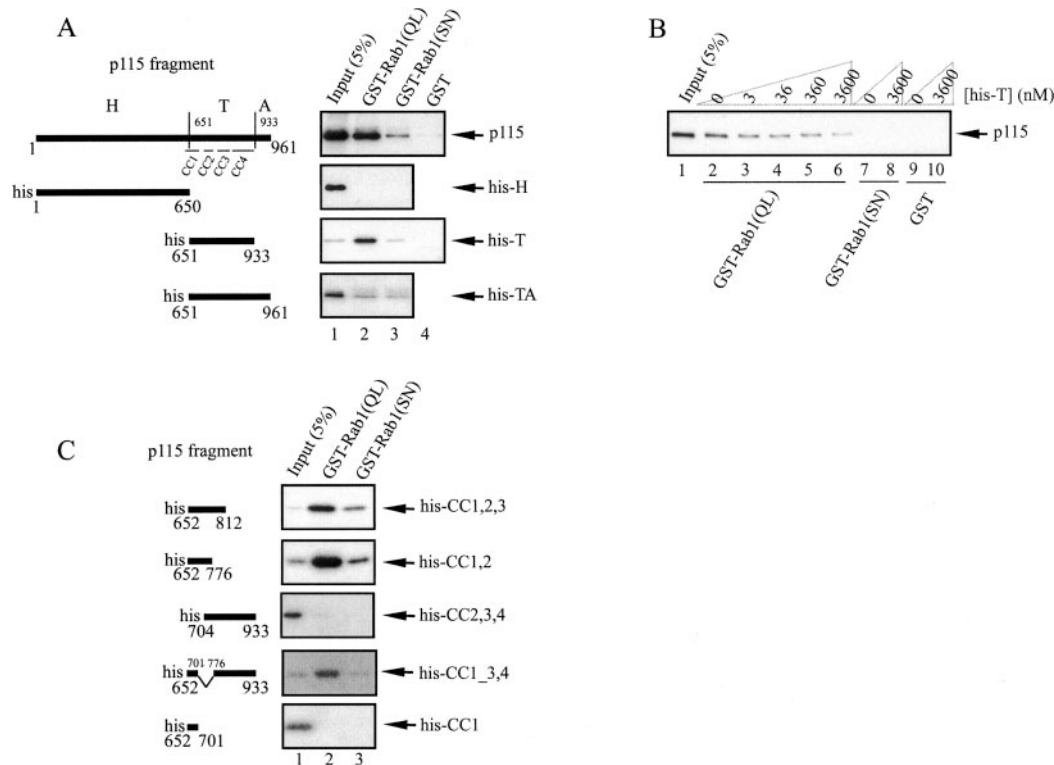 A
p115 fragment
H T A
651 933
1 961
CC1 CC2 CC3 CC4
his
1 650
his
651 933
his
651 961
Input (5%)
GST-Rab1(QL)
GST-Rab1(SN)
GST
p115
his-H
his-T
his-TA
1 2 3 4
B
Input (5%)
0 3 36 360 3600 0 3600 0 3600
[his-T] (nM)
p115
1 2 3 4 5 6 7 8 9 10
GST-Rab1(QL)
GST-Rab1(SN)
GST
C
p115 fragment
Input (5%)
GST-Rab1(QL)
GST-Rab1(SN)
his
652 812
his-CC1,2,3
his
652 776
his-CC1,2
his
704 933
his-CC2,3,4
701 776
his
652 933
his-CC1_3,4
his
652 701
his-CC1
1 2 3